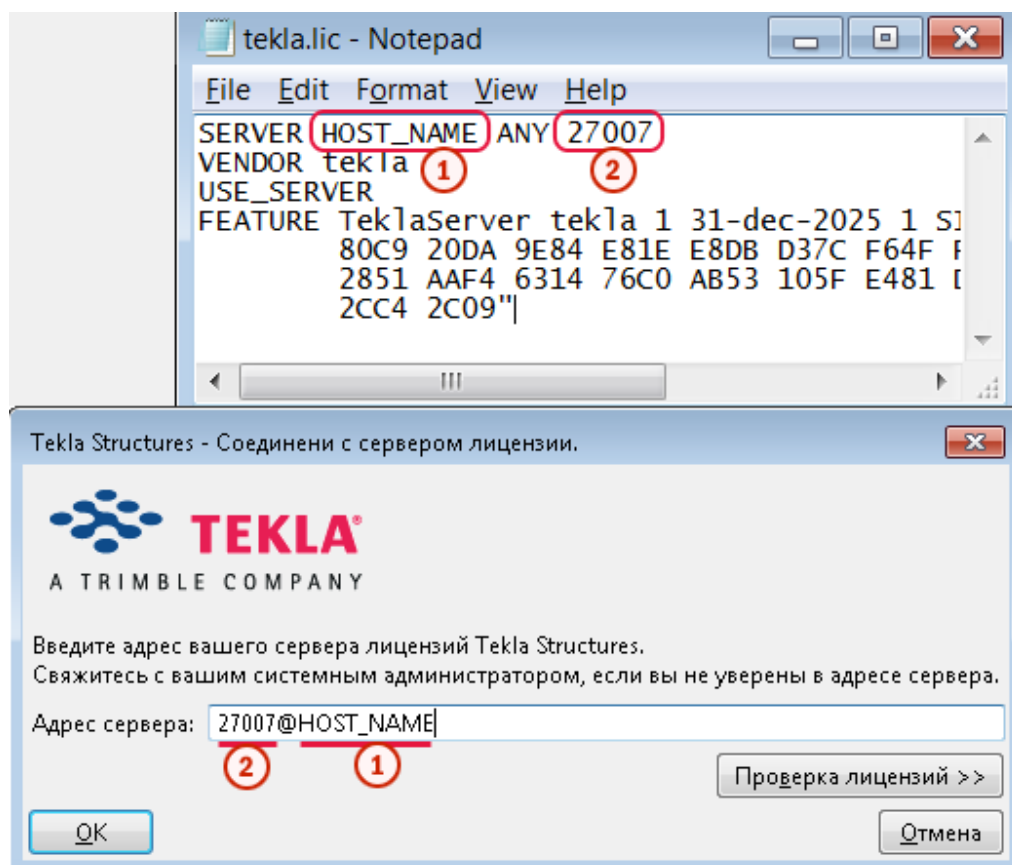 tekla.lic - Notepad
File Edit Format View Help
SERVER HOST_NAME ANY 27007
VENDOR tekla
1 2
USE_SERVER
FEATURE TeklaServer tekla 1 31-dec-2025 1
80C9 20DA 9E84 E81E E8DB D37C F64F
2851 AAF4 6314 76C0 AB53 105F E481
2CC4 2C09"
Tekla Structures - Соединени с сервером лицензии.
TEKLA®
A TRIMBLE COMPANY
Введите адрес вашего сервера лицензий Tekla Structures.
Свяжитесь с вашим системным администратором, если вы не уверены в адресе сервера.
Адрес сервера: 27007@HOST_NAME
2 1
Проверка лицензий >>
OK Отмена